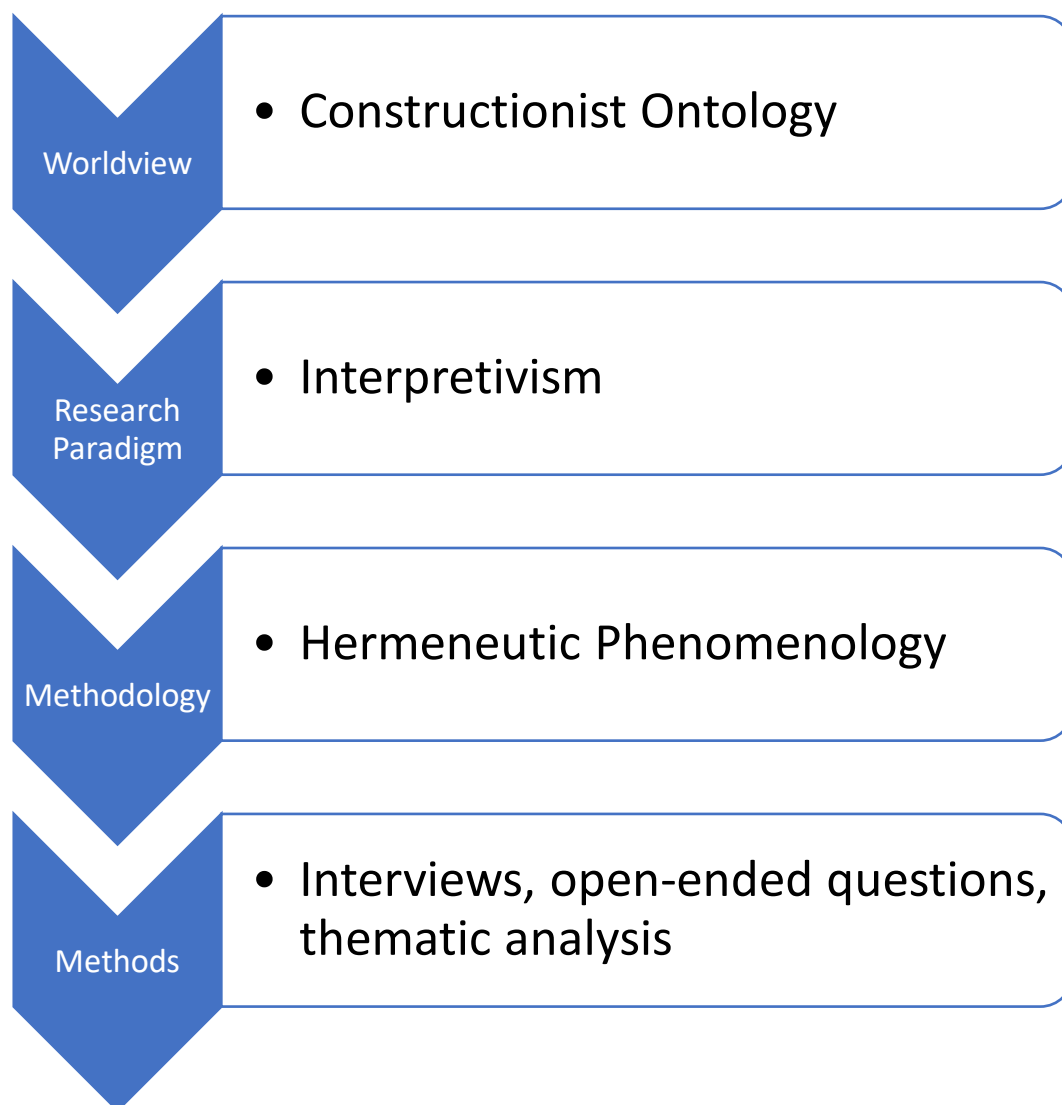 Worldview
• Constructionist Ontology
Research
Paradigm
• Interpretivism
Methodology
• Hermeneutic Phenomenology
Methods
• Interviews, open-ended questions,
thematic analysis